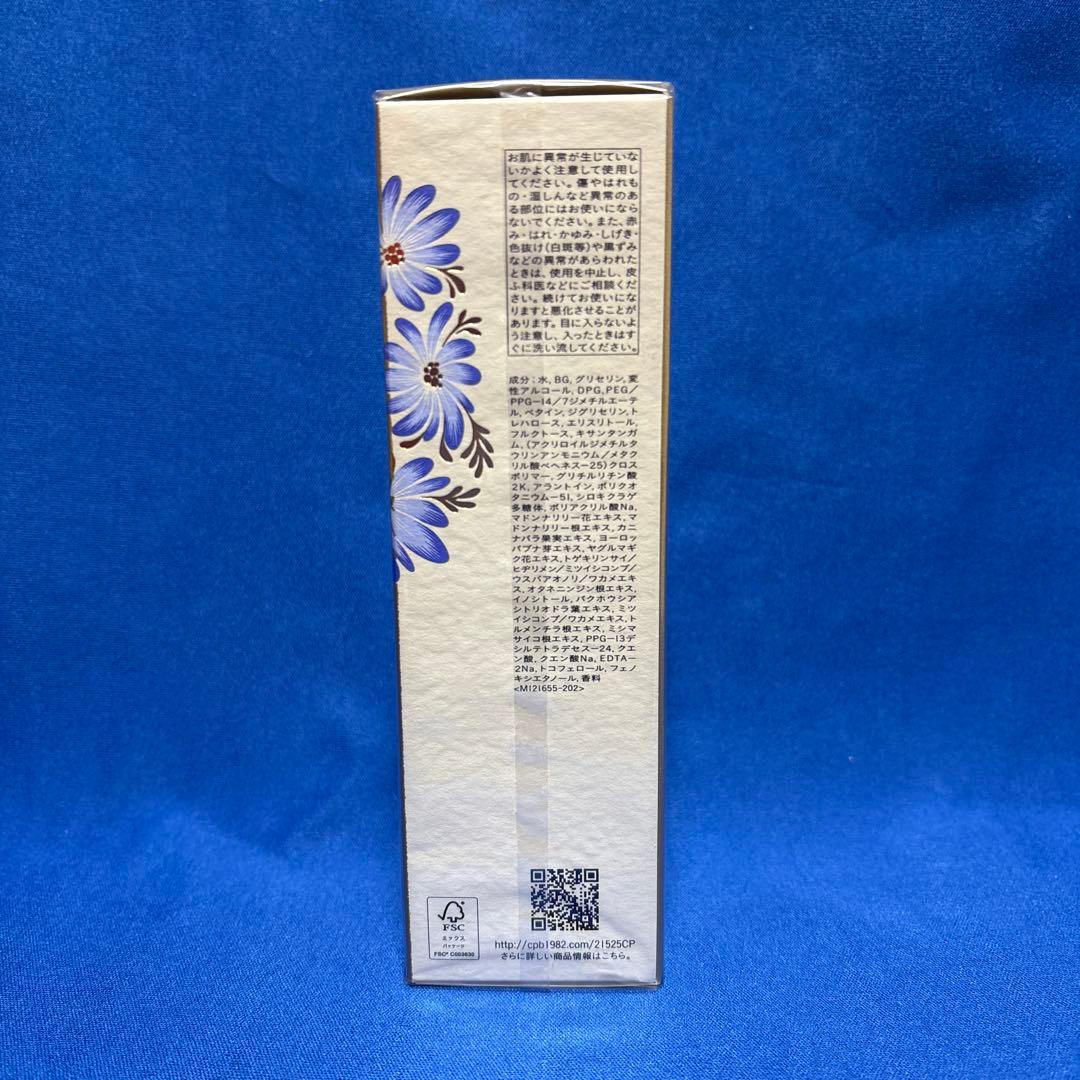 お肌に異常が生じていな
いかよく注意して使用し
てください。傷やはれも
の・湿しんなど異常のあ
る部位にはお使いになら
ないでください。また、赤
み・はれ・かゆみ・しげき・
色抜け(白斑等)や黒ずみ
などの異常があらわれた
ときは、使用を中止し、皮
ふ科医などにご相談くだ
さい。続けてお使いにな
りますと悪化させることが
あります。目に入らないよ
う注意し、入ったときはす
ぐに洗い流してください。
成分:水,BG,グリセリン,変
性アルコール,DPG,PEG/
PPG-14/7ジメチルエーテ
ル,ベタイン,ジグリセリン,ト
レハロース,エリスリトール,
フルクトース,キサンタンガ
ム,(アクリロイルジメチルタ
ウリンアンモニウム/メタク
リル酸ベヘネス-25)クロス
ポリマー,グリチルリチン酸
2K,アラントイン,ポリクオ
タニウム-51,シロキクラゲ
多糖体,ポリアクリル酸Na,
マドンナリリー花エキス,マ
ドンナリリー根エキス,カニ
ナバラ果実エキス,ヨーロッ
パブナ芽エキス,ヤグルマギ
ク花エキス,トゲキリンサイ/
ヒヂリメン/ミツイシコンブ/
ウスバアオノリ/ワカメエキ
ス,オタネニンジン根エキス,
イノシトール,バクホウシア
シトリオドラ葉エキス,ミツ
イシコンブ/ワカメエキス,ト
ルメンチラ根エキス,ミシマ
サイコ根エキス,PPG-13デ
シルテトラデセス-24,クエ
ン酸,クエン酸Na,EDTA-
2Na,トコフェロール,フェノ
キシエタノール,香料
<M121655-202>
FSC
ミックス
パッケージ
FSC® C003630
http://cpb1982.com/21525CP
さらに詳しい商品情報はこちら。